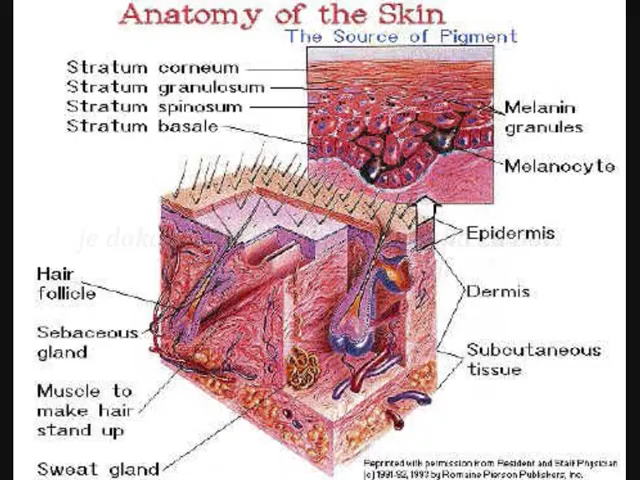 Anatomy of the Skin
The Source of Pigment
Stratum corneum
Stratum granulosum
Stratum spinosum
Stratum basale
Melanin
granules
Melanocyte
Epidermis
Hair
follicle
Dermis
Sebaceous
gland
Subcutaneous
tissue
Muscle to
make hair
stand up
Sweat gland
Reprinted with permission from Resident and Staff Physician
(c) 1991-92, 1993 by Romaine Pierson Publishers, Inc.